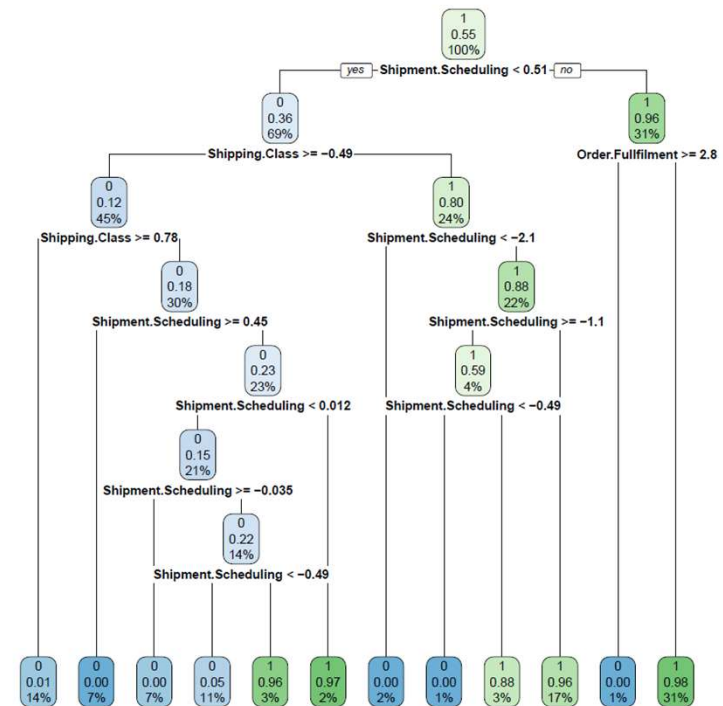 1
0.55
100%
yes Shipment.Scheduling < 0.51 no
0
0.36
69%
1
0.96
31%
Shipping.Class >= −0.49
Order.Fullfilment >= 2.8
0
0.12
45%
1
0.80
24%
Shipping.Class >= 0.78
Shipment.Scheduling < −2.1
0
0.18
30%
1
0.88
22%
Shipment.Scheduling >= 0.45
Shipment.Scheduling >= −1.1
0
0.23
23%
1
0.59
4%
Shipment.Scheduling < 0.012
Shipment.Scheduling < −0.49
0
0.15
21%
Shipment.Scheduling >= −0.035
0
0.22
14%
Shipment.Scheduling < −0.49
0 0 0 0 1 1 0 0 1 1 0 1
0.01 0.00 0.00 0.05 0.96 0.97 0.00 0.00 0.88 0.96 0.00 0.98
14% 7% 7% 11% 3% 2% 2% 1% 3% 17% 1% 31%